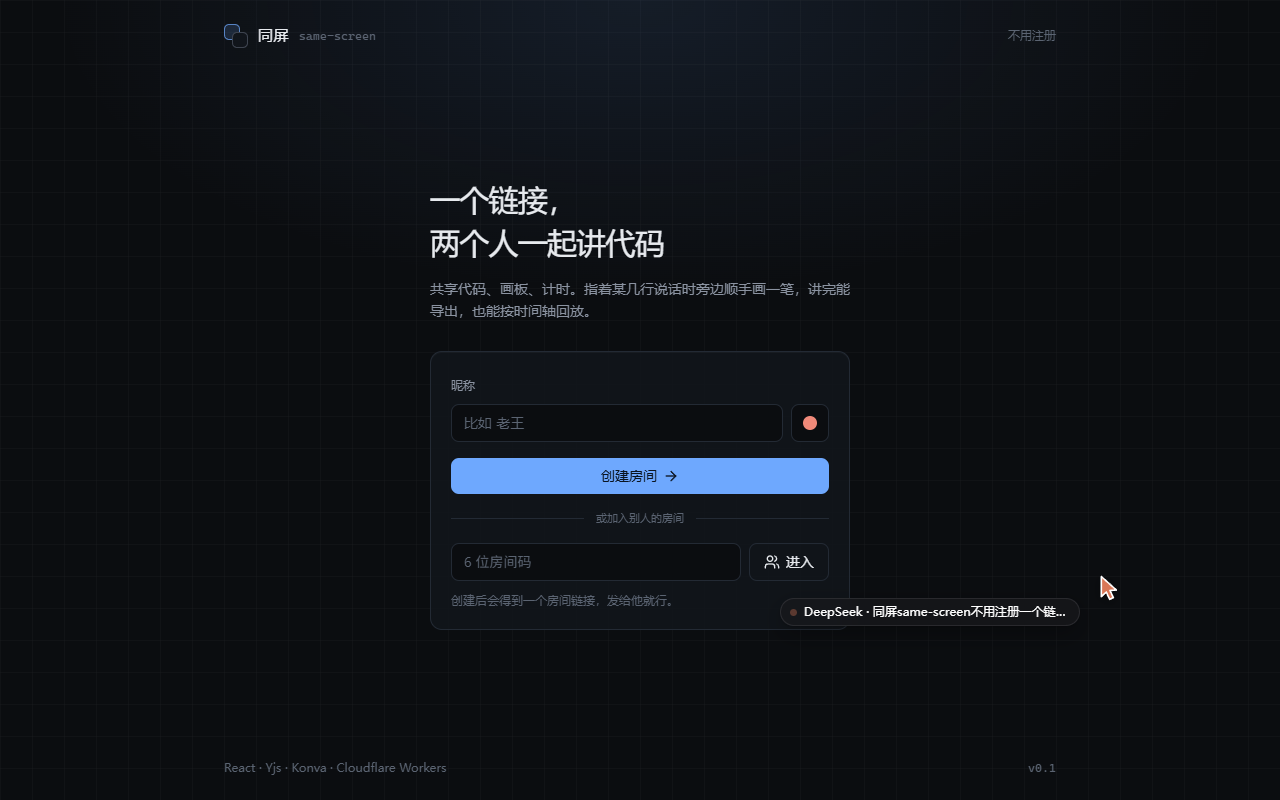 同屏 same-screen
不用注册
一个链接，
两个人一起讲代码
共享代码、画板、计时。指着某几行说话时旁边顺手画一笔，讲完能
导出，也能按时间轴回放。
昵称
比如 老王
创建房间 →
或加入别人的房间
6 位房间码
进入
创建后会得到一个房间链接，发给他就行。
DeepSeek · 同屏same-screen不用注册一个链...
React · Yjs · Konva · Cloudflare Workers
v0.1